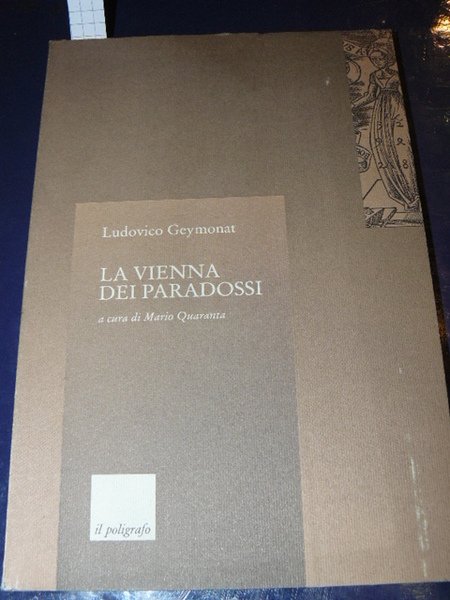 Ludovico Geymonat
LA VIENNA
DEI PARADOSSI
a cura di Mario Quaranta
il poligrafo